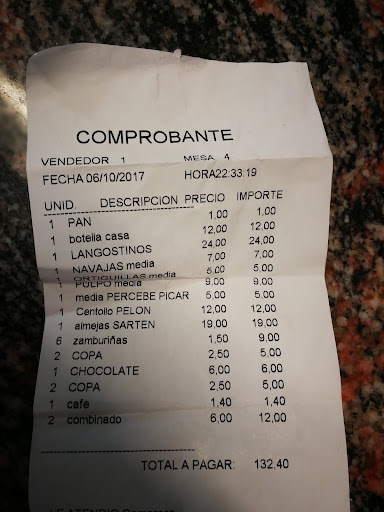 COMPROBANTE
VENDEDOR 1 MESA 4
FECHA 06/10/2017 HORA22.33.19
UNID. DESCRIPCION PRECIO IMPORTE
1 PAN 1,00 1,00
1 botella casa 12,00 12,00
1 LANGOSTINOS 24,00 24,00
1 NAVAJAS media 7,00 7,00
1 ORTIGUILLAS media 5,00 5,00
1 PULPO media 9,00 9,00
1 media PERCEBE PICAR 5,00 5,00
1 Centollo PELON 12,00 12,00
1 almejas SARTEN 19,00 19,00
6 zamburiñas 1,50 9,00
2 COPA 2,50 5,00
1 CHOCOLATE 6,00 6,00
2 COPA 2,50 5,00
1 cafe 1,40 1,40
2 combinado 6,00 12,00
TOTAL A PAGAR: 132,40
LE ATENDIO